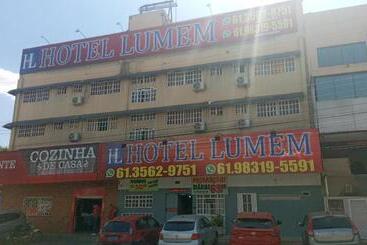 HL HOTEL LUMEM
61.3562-9751
61.98319-5591
COZINHA
DE CASA
HL HOTEL LUMEM
61.3562-9751
61.98319-5591